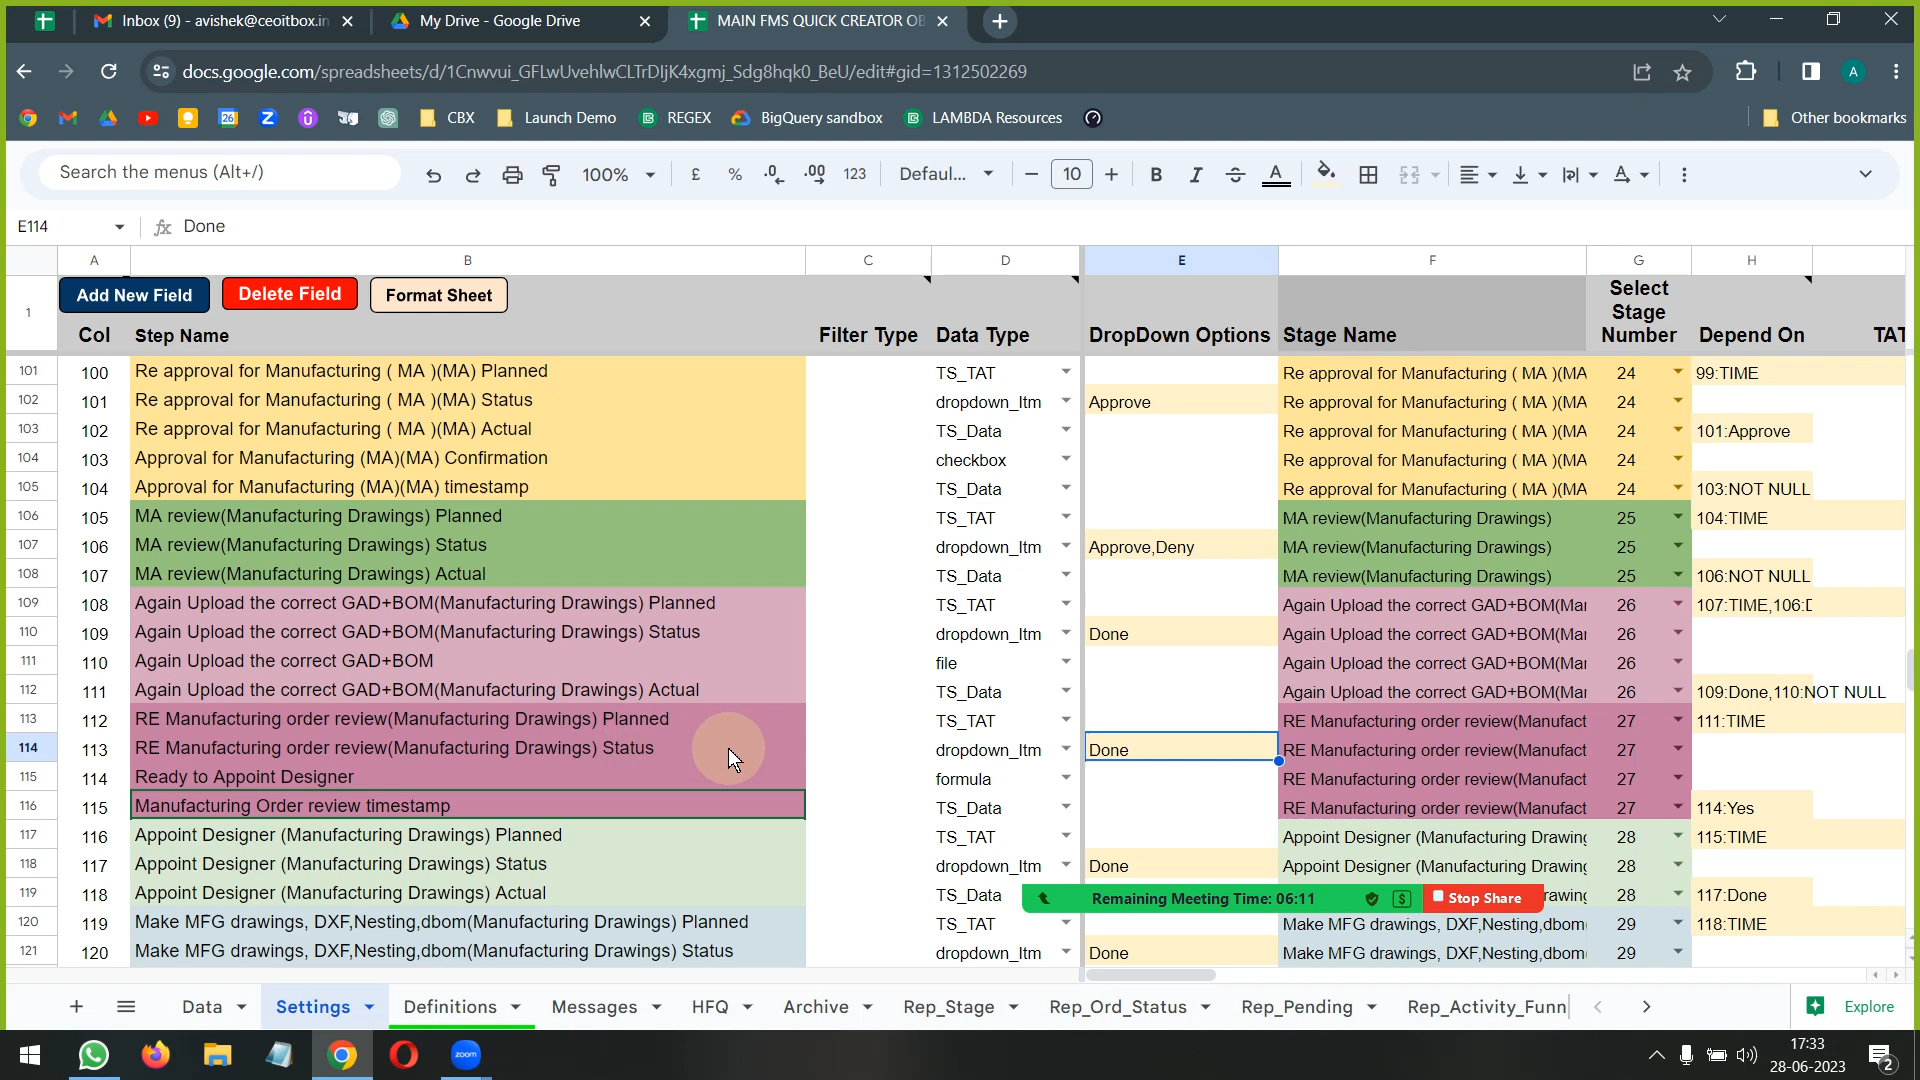 Inbox (9) - avishek@ceoitbox.in
My Drive - Google Drive
MAIN FMS QUICK CREATOR OB
docs.google.com/spreadsheets/d/1Cnwvui_GFLwUvehlwCLTrDIjK4xgmj_Sdg8hqk0_BeU/edit#gid=1312502269
A
26
CBX
Launch Demo
REGEX
BigQuery sandbox
LAMBDA Resources
Other bookmarks
Search the menus (Alt+/)
100%
£ % .0 .00 123
Defaul...
10
B I A
E114
fx Done
A B C D E F G H
Add New Field Delete Field Format Sheet
1 Col Step Name Filter Type Data Type DropDown Options Stage Name Select Stage Number Depend On TAT
101 100 Re approval for Manufacturing ( MA )(MA) Planned TS_TAT Re approval for Manufacturing ( MA )(MA 24 99:TIME
102 101 Re approval for Manufacturing ( MA )(MA) Status dropdown_ltm Approve Re approval for Manufacturing ( MA )(MA 24
103 102 Re approval for Manufacturing ( MA )(MA) Actual TS_Data Re approval for Manufacturing ( MA )(MA 24 101:Approve
104 103 Approval for Manufacturing (MA)(MA) Confirmation checkbox Re approval for Manufacturing ( MA )(MA 24
105 104 Approval for Manufacturing (MA)(MA) timestamp TS_Data Re approval for Manufacturing ( MA )(MA 24 103:NOT NULL
106 105 MA review(Manufacturing Drawings) Planned TS_TAT MA review(Manufacturing Drawings) 25 104:TIME
107 106 MA review(Manufacturing Drawings) Status dropdown_ltm Approve,Deny MA review(Manufacturing Drawings) 25
108 107 MA review(Manufacturing Drawings) Actual TS_Data MA review(Manufacturing Drawings) 25 106:NOT NULL
109 108 Again Upload the correct GAD+BOM(Manufacturing Drawings) Planned TS_TAT Again Upload the correct GAD+BOM(Mar 26 107:TIME,106:D
110 109 Again Upload the correct GAD+BOM(Manufacturing Drawings) Status dropdown_ltm Done Again Upload the correct GAD+BOM(Mar 26
111 110 Again Upload the correct GAD+BOM file Again Upload the correct GAD+BOM(Mar 26
112 111 Again Upload the correct GAD+BOM(Manufacturing Drawings) Actual TS_Data Again Upload the correct GAD+BOM(Mar 26 109:Done,110:NOT NULL
113 112 RE Manufacturing order review(Manufacturing Drawings) Planned TS_TAT RE Manufacturing order review(Manufact 27 111:TIME
114 113 RE Manufacturing order review(Manufacturing Drawings) Status dropdown_ltm Done RE Manufacturing order review(Manufact 27
115 114 Ready to Appoint Designer formula RE Manufacturing order review(Manufact 27
116 115 Manufacturing Order review timestamp TS_Data RE Manufacturing order review(Manufact 27 114:Yes
117 116 Appoint Designer (Manufacturing Drawings) Planned TS_TAT Appoint Designer (Manufacturing Drawing 28 115:TIME
118 117 Appoint Designer (Manufacturing Drawings) Status dropdown_ltm Done Appoint Designer (Manufacturing Drawing 28
119 118 Appoint Designer (Manufacturing Drawings) Actual TS_Data 28 117:Done
Remaining Meeting Time: 06:11 Stop Share
120 119 Make MFG drawings, DXF,Nesting,dbom(Manufacturing Drawings) Planned TS_TAT Make MFG drawings, DXF,Nesting,dbom( 29 118:TIME
121 120 Make MFG drawings, DXF,Nesting,dbom(Manufacturing Drawings) Status dropdown_ltm Done Make MFG drawings, DXF,Nesting,dbom( 29
Data Settings Definitions Messages HFQ Archive Rep_Stage Rep_Ord_Status Rep_Pending Rep_Activity_Funn Explore
zoom
17:33
28-06-2023
2